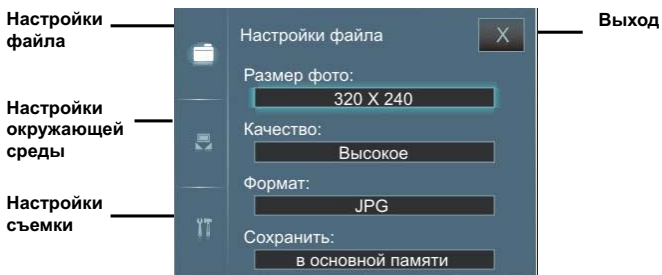 Настройки
файла
Настройки
окружающей
среды
Настройки
съемки
Настройки файла
X
Размер фото:
320 X 240
Качество:
Высокое
Формат:
JPG
Сохранить:
в основной памяти
Выход